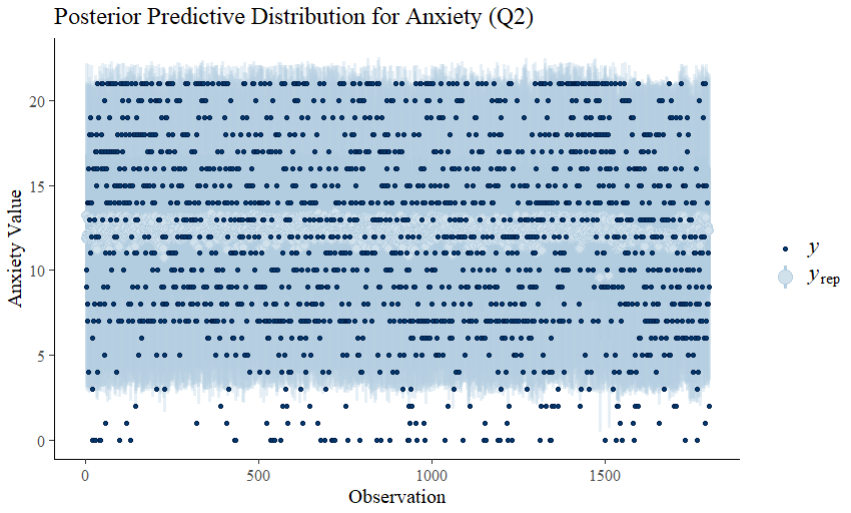 Posterior Predictive Distribution for Anxiety (Q2)
20
15
10
5
0
Anxiety Value
0 500 1000 1500
Observation
y
yrep